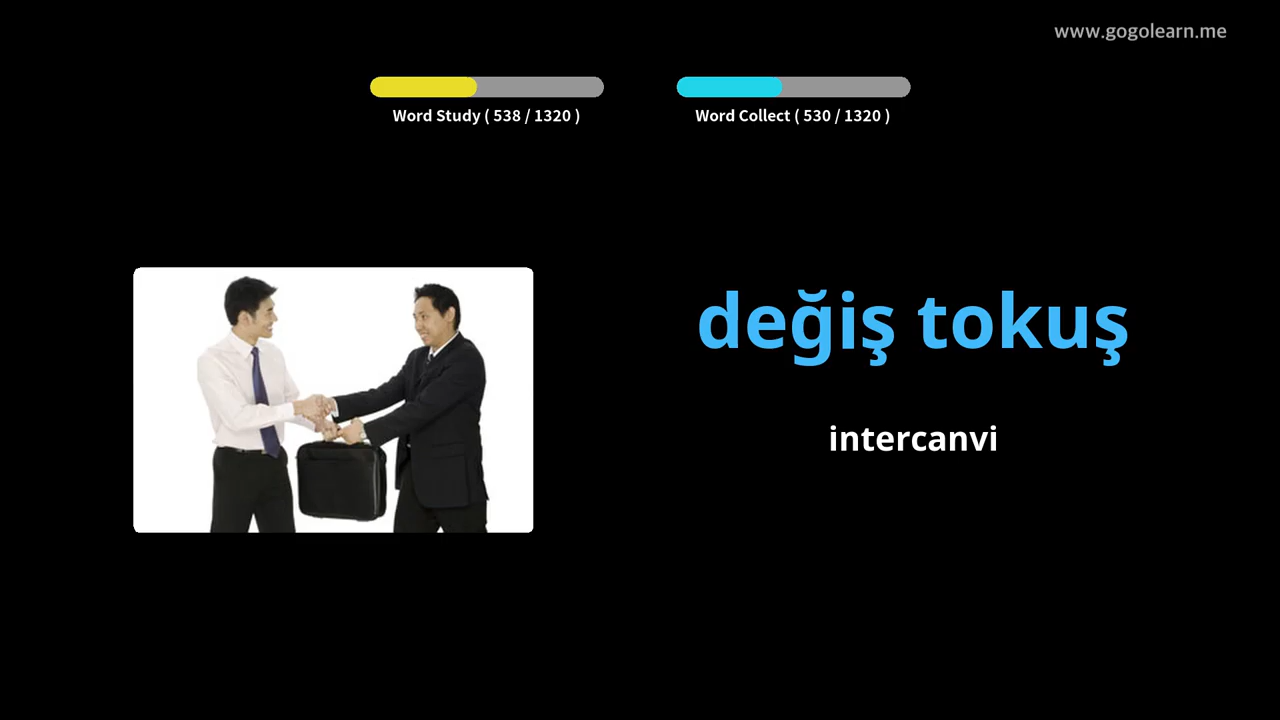 www.gogolearn.me
Word Study ( 538 / 1320 )
Word Collect ( 530 / 1320 )
değiş tokuş
intercanvi